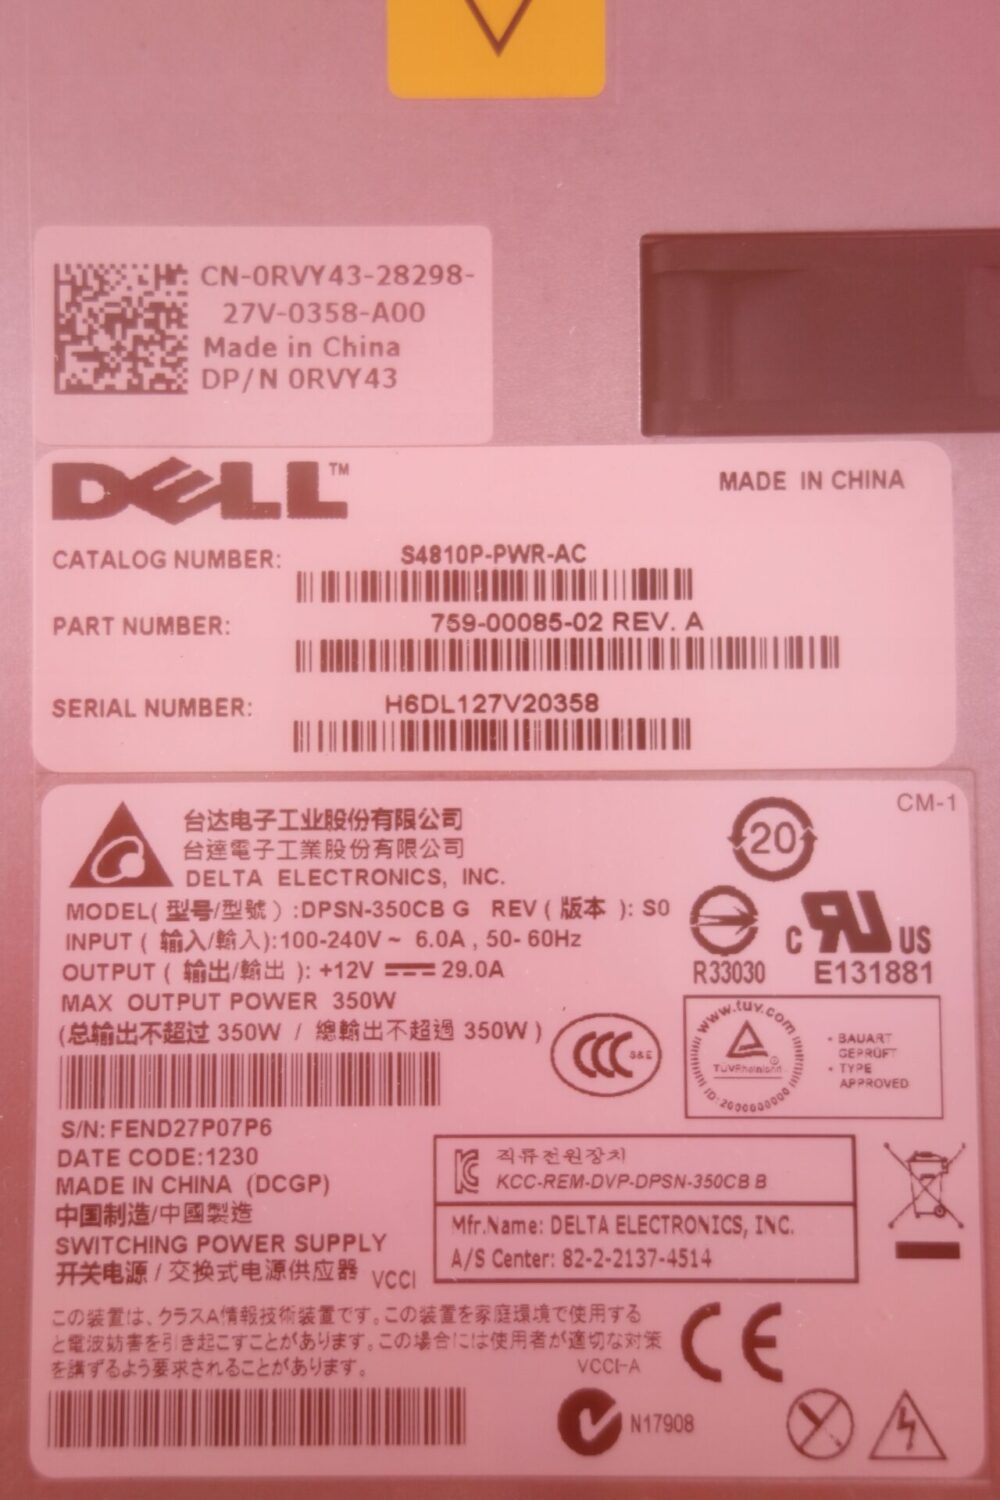 CN-0RVY43-28298-
27V-0358-A00
Made in China
DP/N 0RVY43
DELL™
MADE IN CHINA
CATALOG NUMBER: S4810P-PWR-AC
PART NUMBER: 759-00085-02 REV. A
SERIAL NUMBER: H6DL127V20358
CM-1
台达电子工业股份有限公司
台達電子工業股份有限公司
DELTA ELECTRONICS, INC.
20
MODEL( 型号/型號 ) :DPSN-350CB G REV ( 版本 ): S0
INPUT ( 输入/輸入):100-240V ~ 6.0A , 50- 60Hz
OUTPUT ( 输出/輸出 ): +12V ⎓ 29.0A
MAX OUTPUT POWER 350W
(总输出不超过 350W / 總輸出不超過 350W )
R33030
C RU US
E131881
CCC S&E
www.tuv.com
TÜVRheinland
ID:2000000000
• BAUART
GEPRÜFT
• TYPE
APPROVED
S/N: FEND27P07P6
DATE CODE:1230
MADE IN CHINA (DCGP)
中国制造/中國製造
SWITCHING POWER SUPPLY
开关电源 / 交换式电源供应器 VCCI
직류전원장치
KCC-REM-DVP-DPSN-350CB B
Mfr.Name: DELTA ELECTRONICS, INC.
A/S Center: 82-2-2137-4514
この装置は、クラスA情報技術装置です。この装置を家庭環境で使用する
と電波妨害を引き起こすことがあります。この場合には使用者が適切な対策
を講ずるよう要求されることがあります。
VCCI-A
CE
N17908